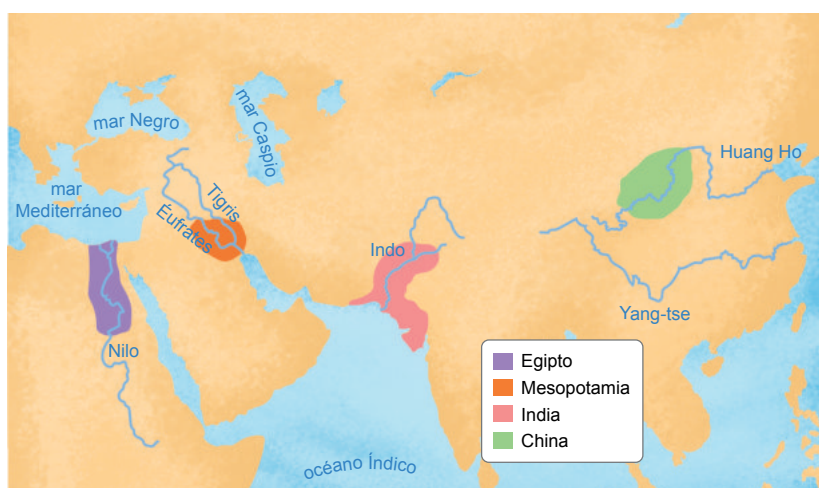 mar Negro
mar Caspio
Huang Ho
mar
Mediterráneo
Tigris
Éufrates
Indo
Nilo
Yang-tse
océano Índico
Egipto
Mesopotamia
India
China